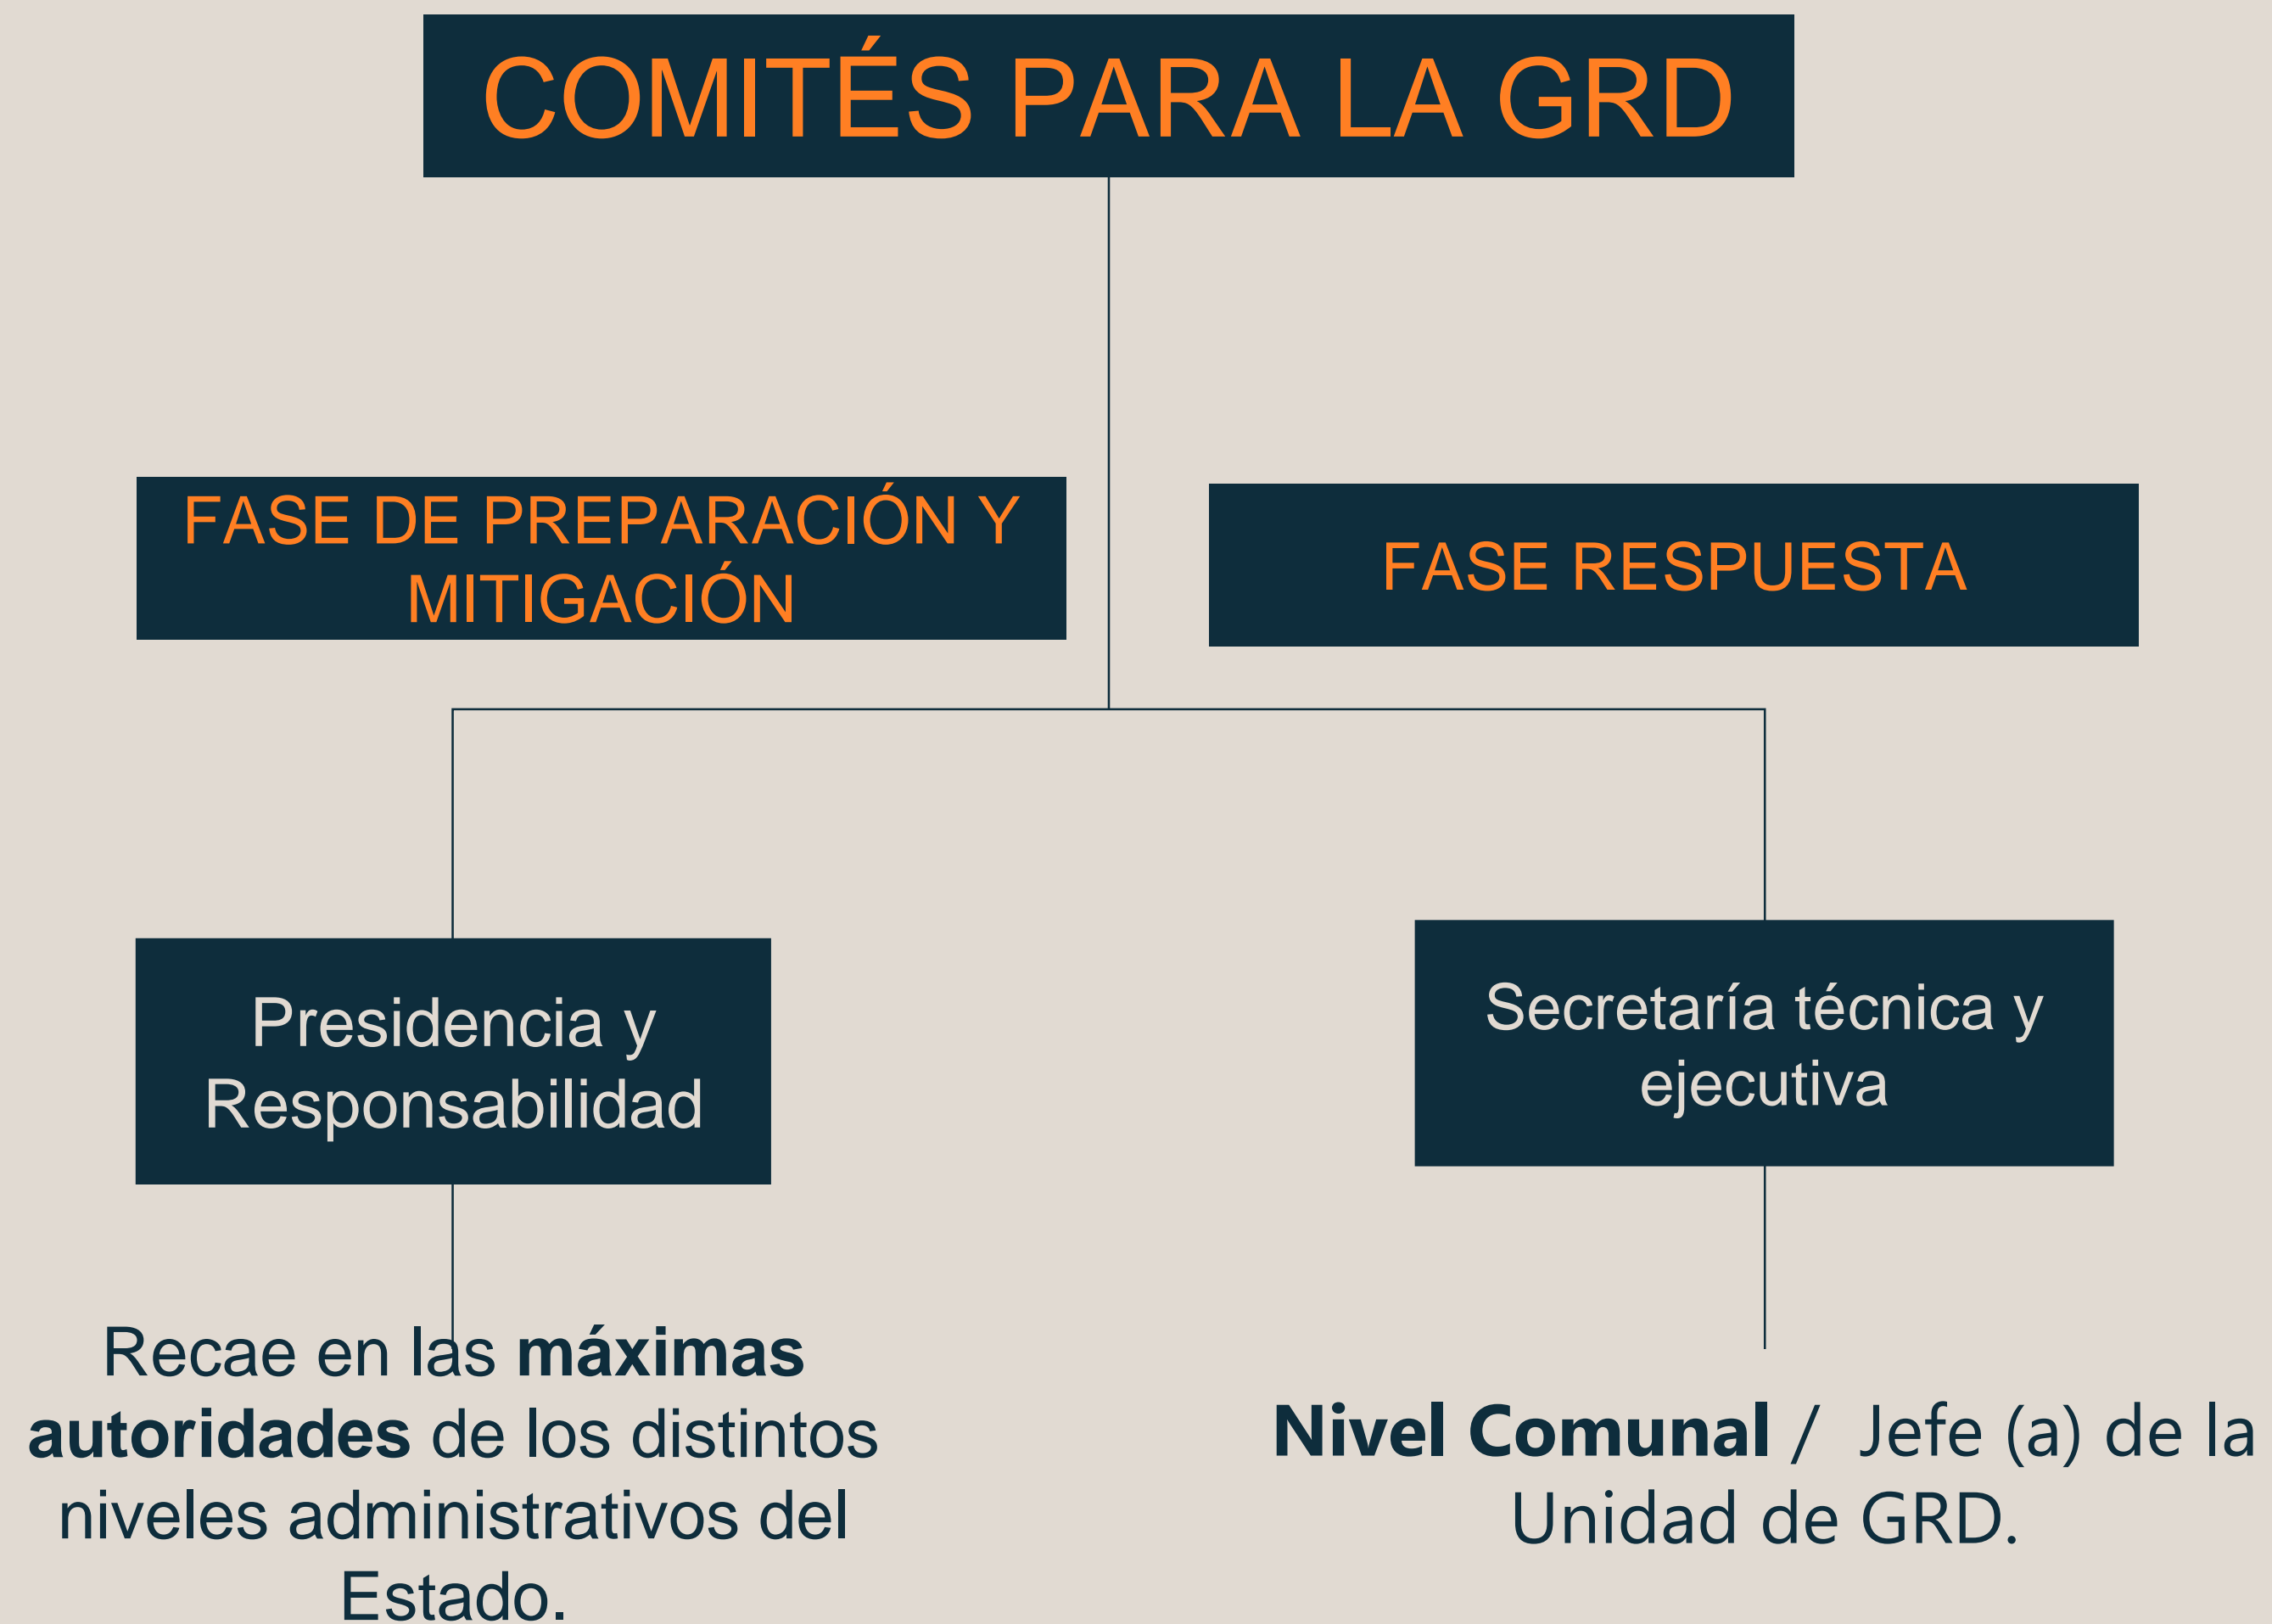 COMITÉS PARA LA GRD
FASE DE PREPARACIÓN Y
MITIGACIÓN
FASE RESPUESTA
Presidencia y
Responsabilidad
Secretaría técnica y
ejecutiva
Recae en las máximas
autoridades de los distintos
niveles administrativos del
Estado.
Nivel Comunal / Jefe (a) de la
Unidad de GRD.